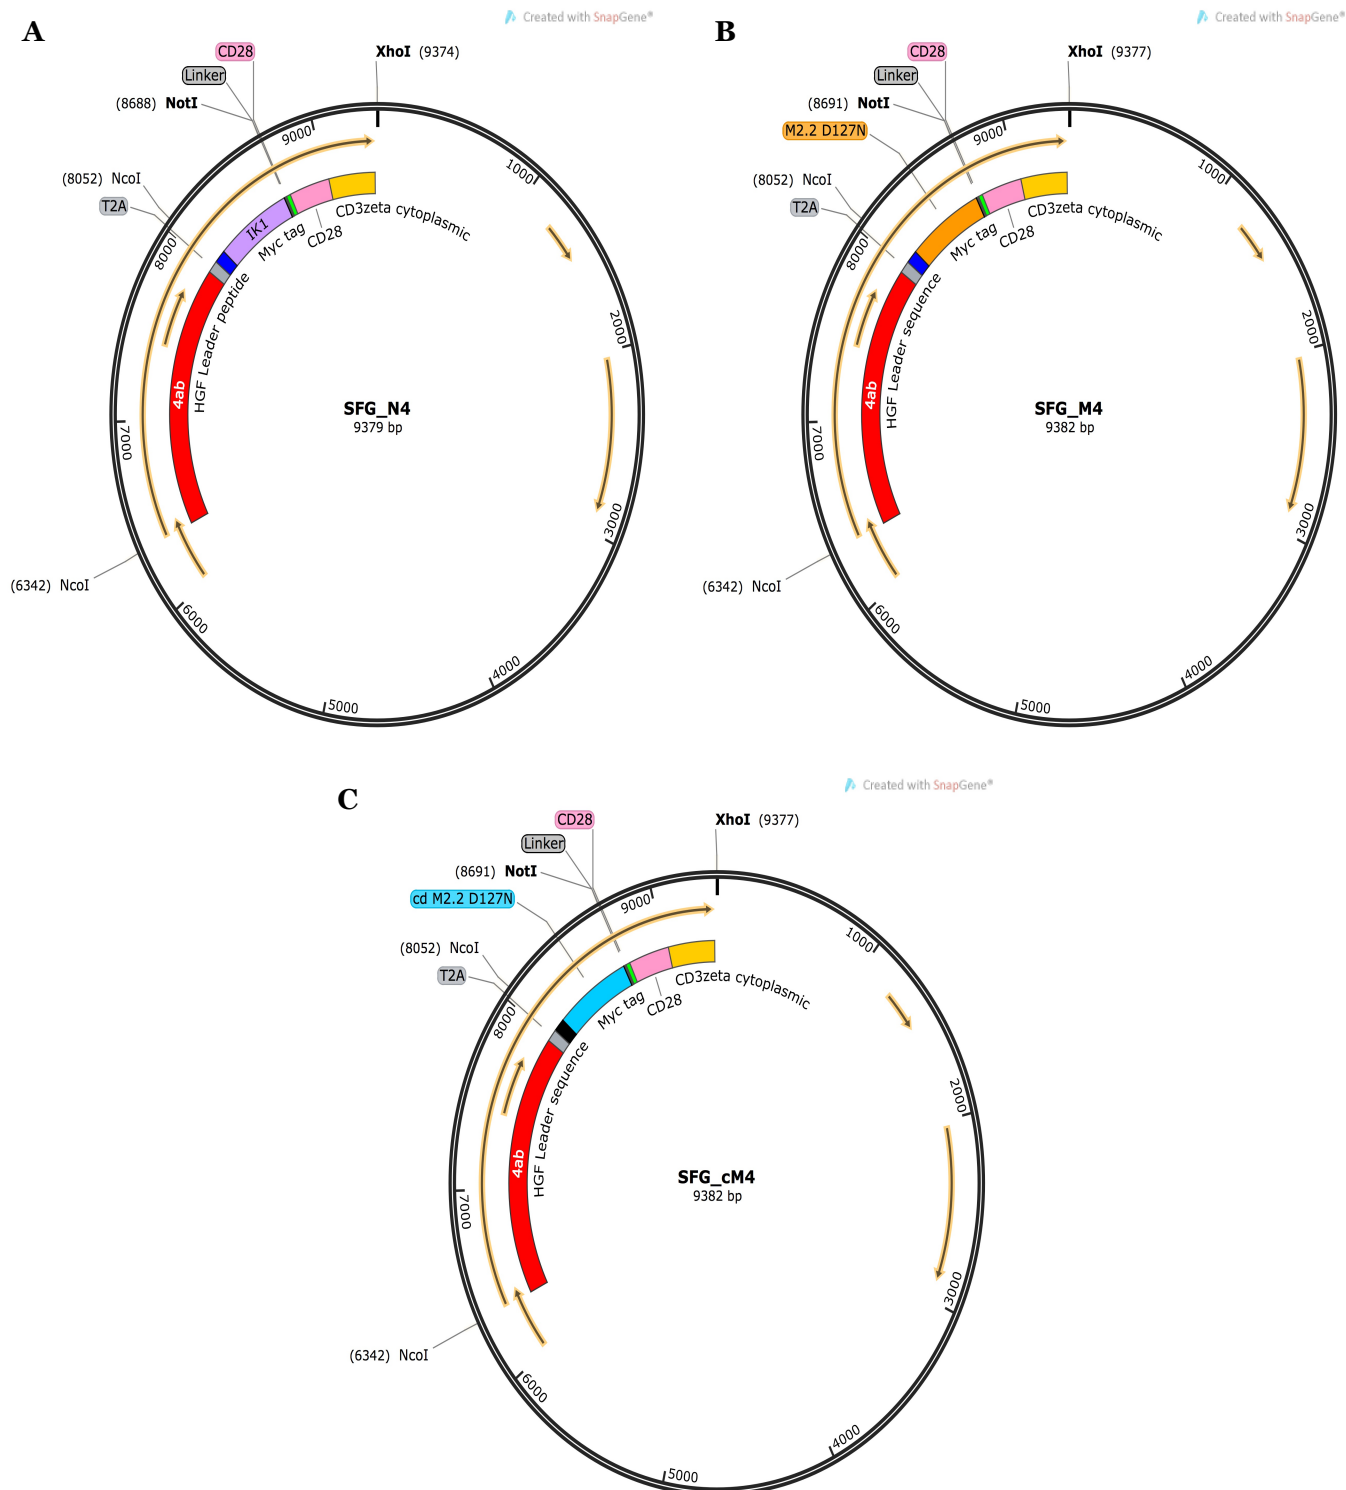 Created with SnapGene®
A
CD28
XhoI (9374)
Linker
(8688) NotI
9000
1000
(8052) NcoI
T2A
8000
IK1
Myc tag
CD28
CD3zeta cytoplasmic
HGF Leader peptide
2000
4ab
SFG_N4
9379 bp
7000
3000
(6342) NcoI
6000
4000
5000
Created with SnapGene®
B
CD28
XhoI (9377)
Linker
(8691) NotI
M2.2 D127N
9000
1000
(8052) NcoI
T2A
8000
Myc tag
CD28
CD3zeta cytoplasmic
HGF Leader sequence
2000
4ab
SFG_M4
9382 bp
7000
3000
(6342) NcoI
6000
4000
5000
Created with SnapGene®
C
CD28
XhoI (9377)
Linker
(8691) NotI
cd M2.2 D127N
9000
1000
(8052) NcoI
T2A
8000
Myc tag
CD28
CD3zeta cytoplasmic
HGF Leader sequence
2000
4ab
SFG_cM4
9382 bp
7000
3000
(6342) NcoI
6000
4000
5000